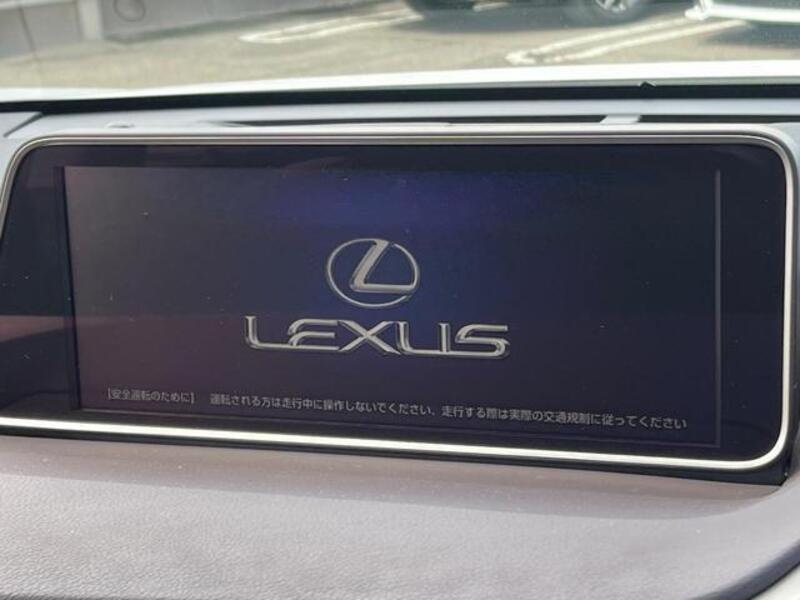 LEXUS
【安全運転のために】 運転される方は走行中に操作しないでください、走行する際は実際の交通規制に従ってください